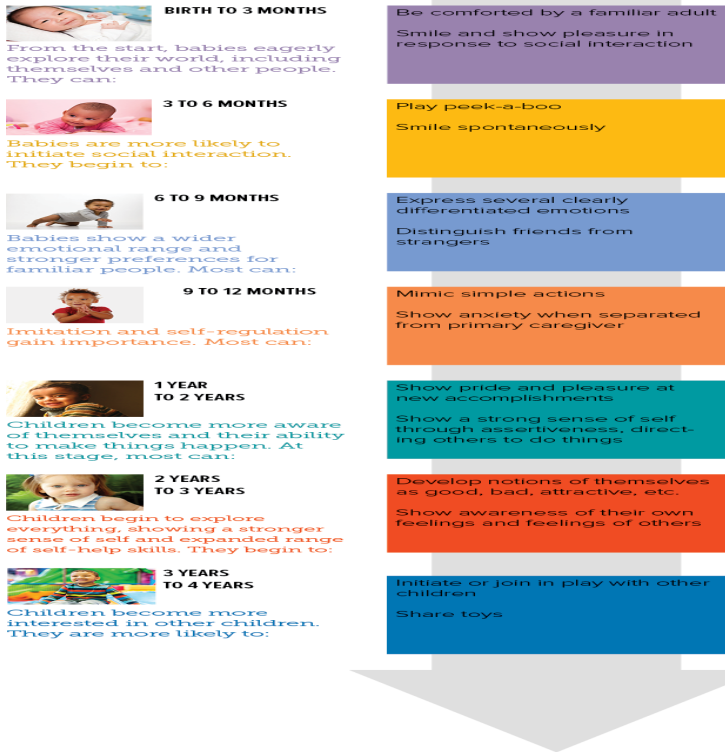 BIRTH TO 3 MONTHS
From the start, babies eagerly
explore their world, including
themselves and other people.
They can:
Be comforted by a familiar adult
Smile and show pleasure in
response to social interaction
3 TO 6 MONTHS
Babies are more likely to
initiate social interaction.
They begin to:
Play peek-a-boo
Smile spontaneously
6 TO 9 MONTHS
Babies show a wider
emotional range and
stronger preferences for
familiar people. Most can:
Express several clearly
differentiated emotions
Distinguish friends from
strangers
9 TO 12 MONTHS
Imitation and self-regulation
gain importance. Most can:
Mimic simple actions
Show anxiety when separated
from primary caregiver
1 YEAR
TO 2 YEARS
Children become more aware
of themselves and their ability
to make things happen. At
this stage, most can:
Show pride and pleasure at
new accomplishments
Show a strong sense of self
through assertiveness, direct-
ing others to do things
2 YEARS
TO 3 YEARS
Children begin to explore
everything, showing a stronger
sense of self and expanded range
of self-help skills. They begin to:
Develop notions of themselves
as good, bad, attractive, etc.
Show awareness of their own
feelings and feelings of others
3 YEARS
TO 4 YEARS
Children become more
interested in other children.
They are more likely to:
Initiate or join in play with other
children
Share toys